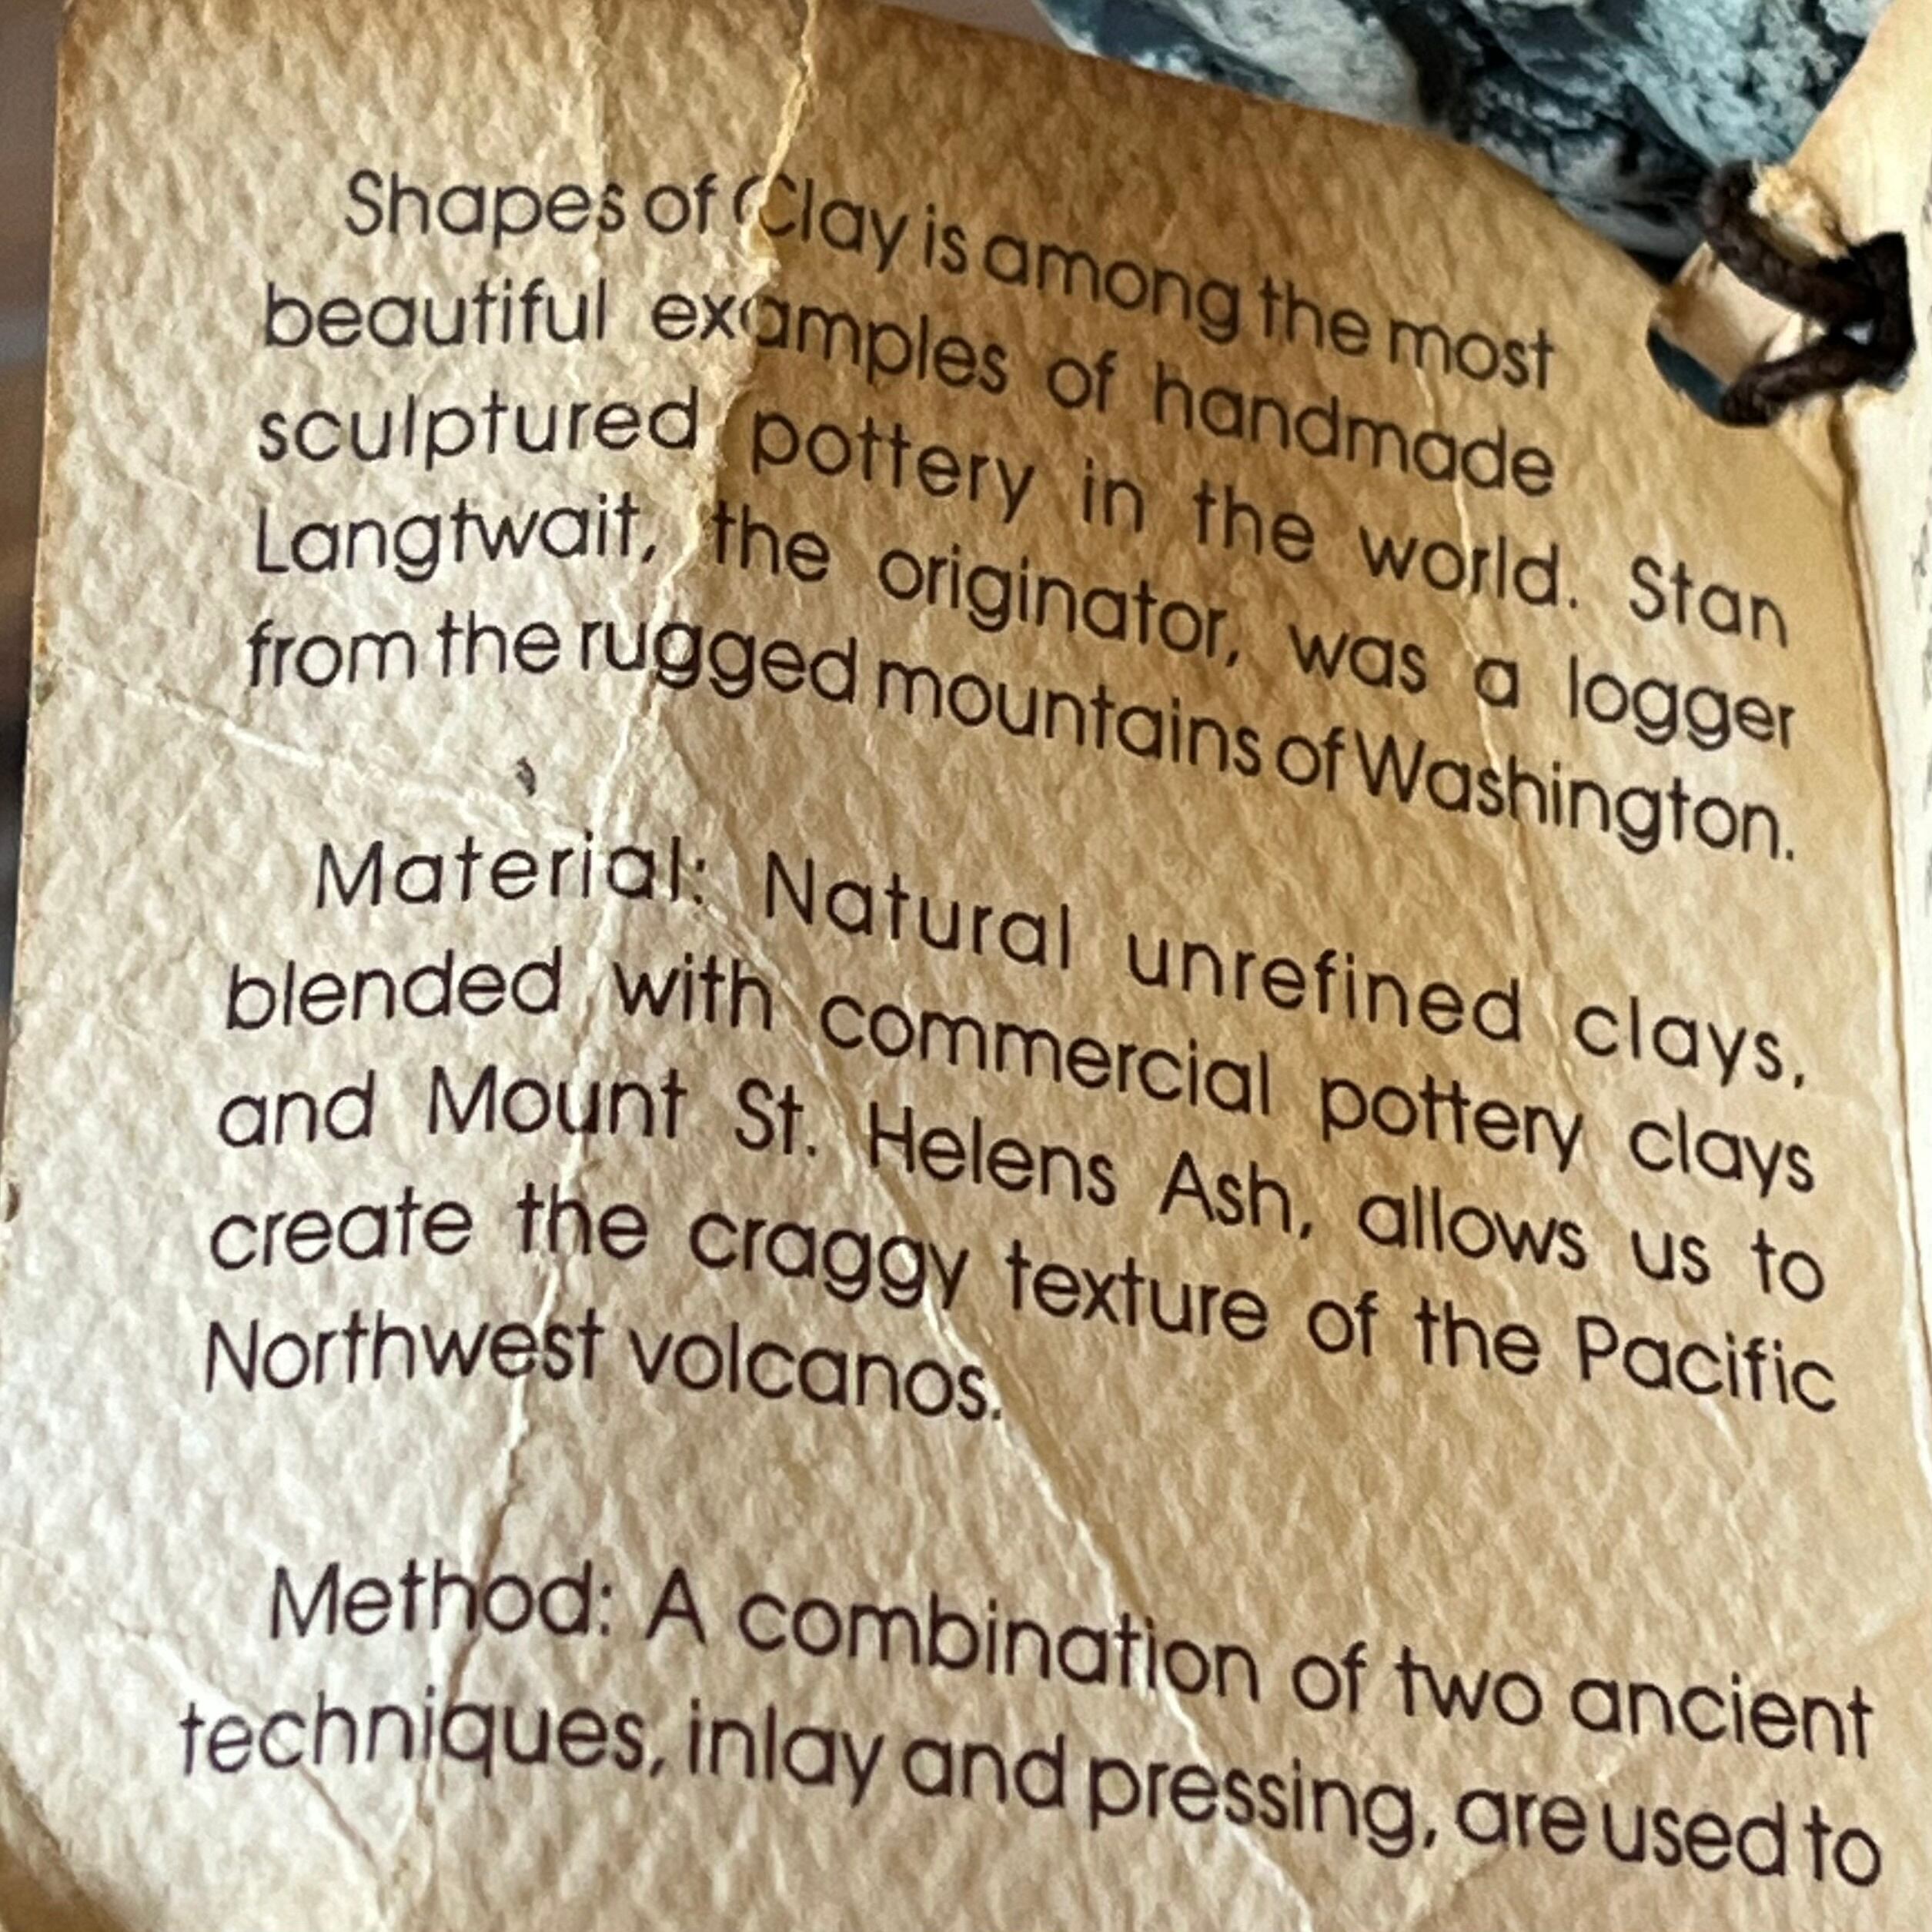 Shapes of Clay is among the most
beautiful examples of handmade
sculptured pottery in the world. Stan
Langtwait, the originator, was a logger
from the rugged mountains of Washington.
Material: Natural unrefined clays,
blended with commercial pottery clays
and Mount St. Helens Ash, allows us to
create the craggy texture of the Pacific
Northwest volcanos.
Method: A combination of two ancient
techniques, inlay and pressing, are used to